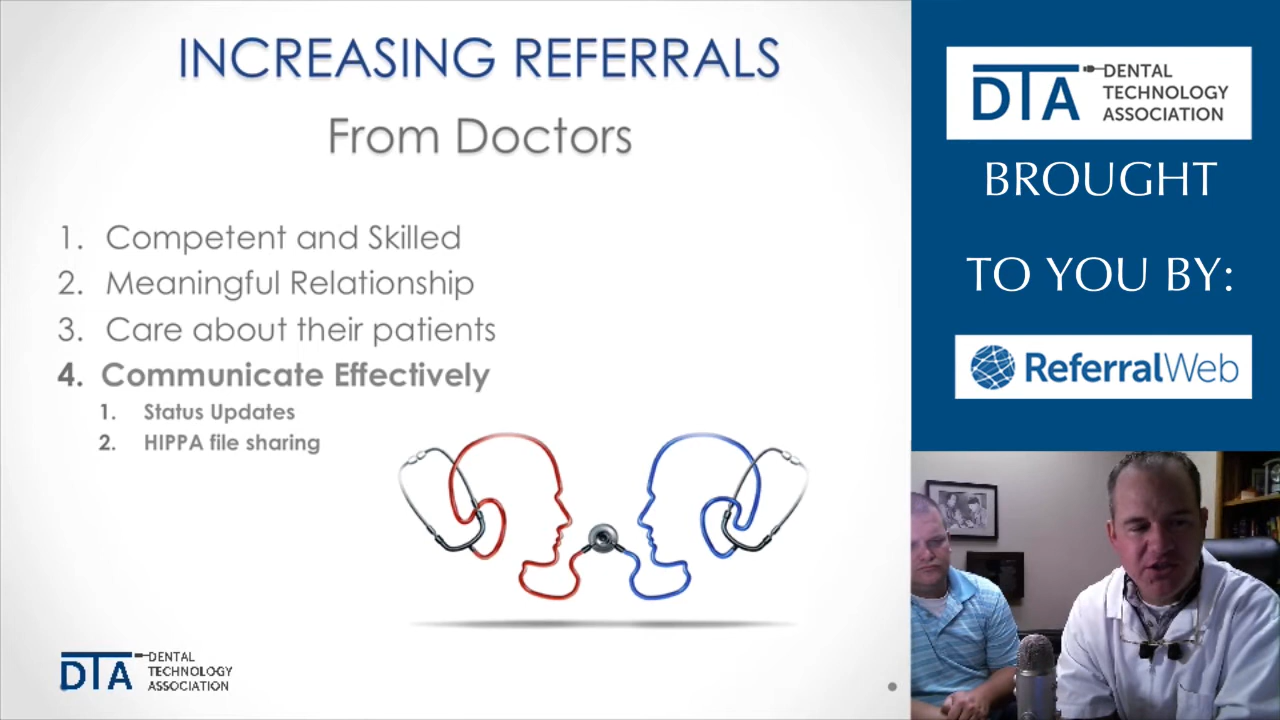 INCREASING REFERRALS
From Doctors
1. Competent and Skilled
2. Meaningful Relationship
3. Care about their patients
4. Communicate Effectively
1. Status Updates
2. HIPPA file sharing
DTA DENTAL
TECHNOLOGY
ASSOCIATION
DTA DENTAL
TECHNOLOGY
ASSOCIATION
BROUGHT
TO YOU BY:
ReferralWeb